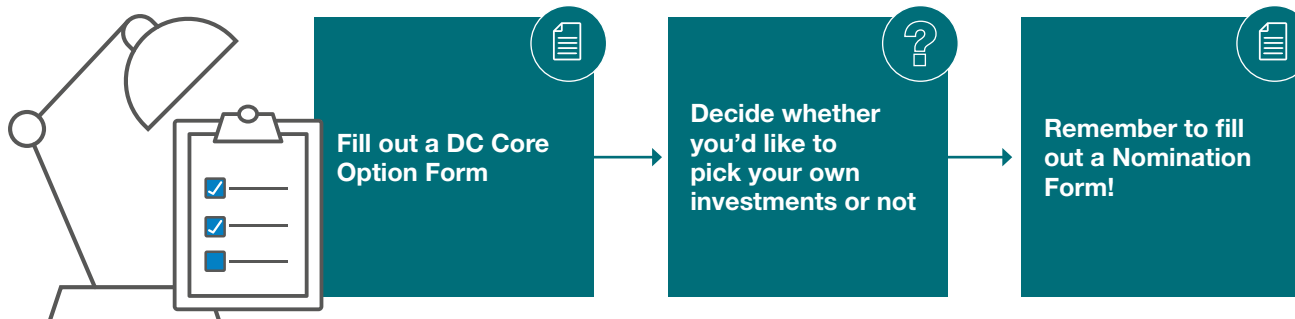 Fill out a DC Core
Option Form
Decide whether
you’d like to
pick your own
investments or not
Remember to fill
out a Nomination
Form!